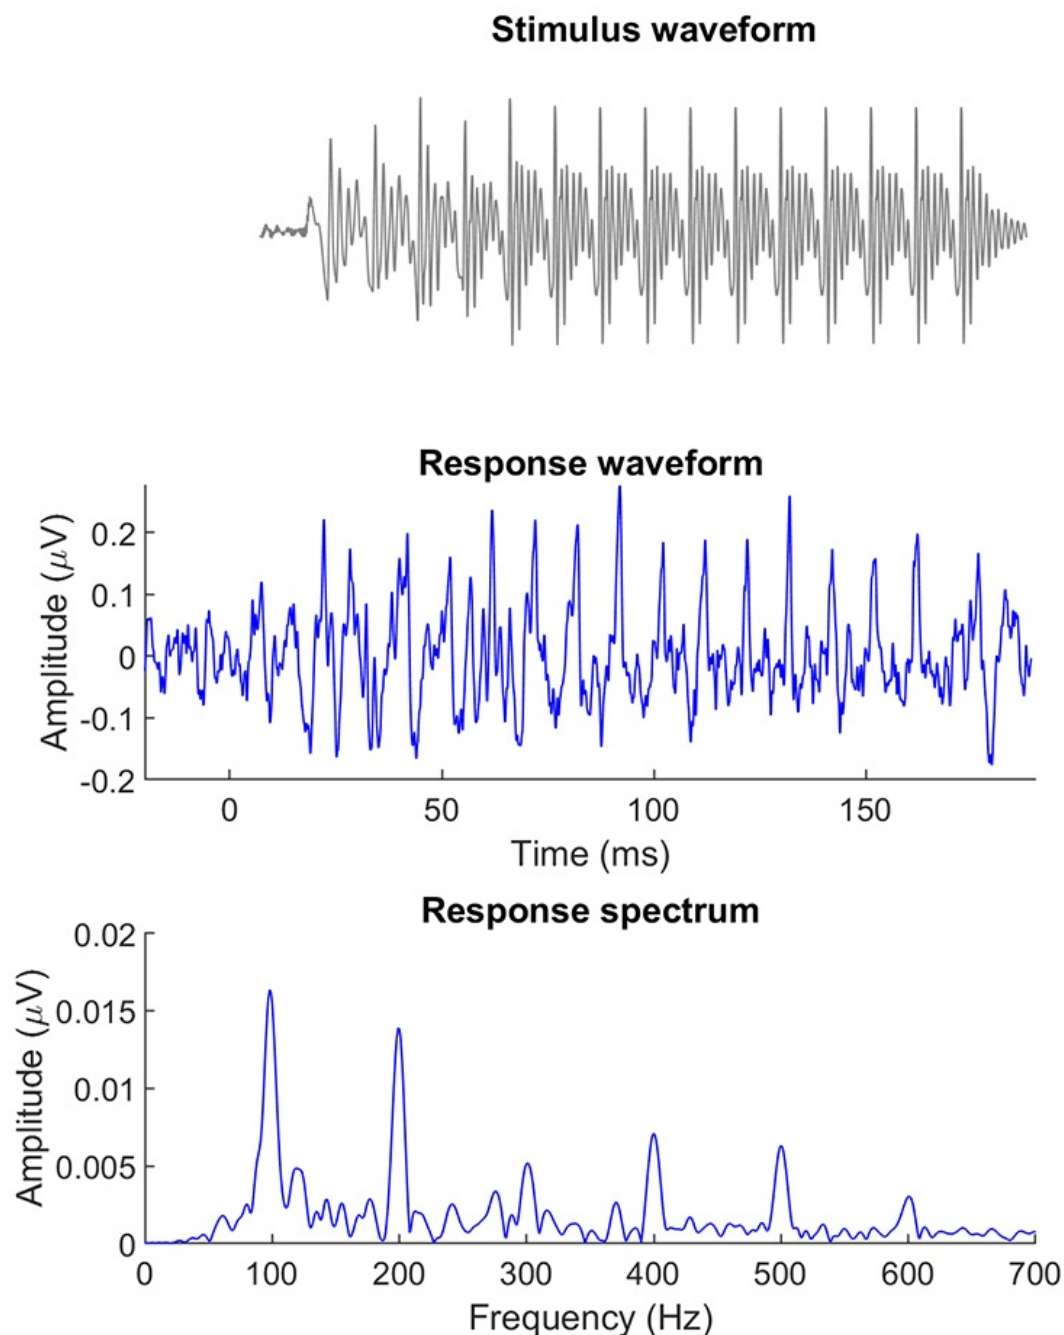 Stimulus waveform
Response waveform
Amplitude (μV)
0.2
0.1
0
-0.1
-0.2
0 50 100 150
Time (ms)
Response spectrum
Amplitude (μV)
0.02
0.015
0.01
0.005
0
0 100 200 300 400 500 600 700
Frequency (Hz)